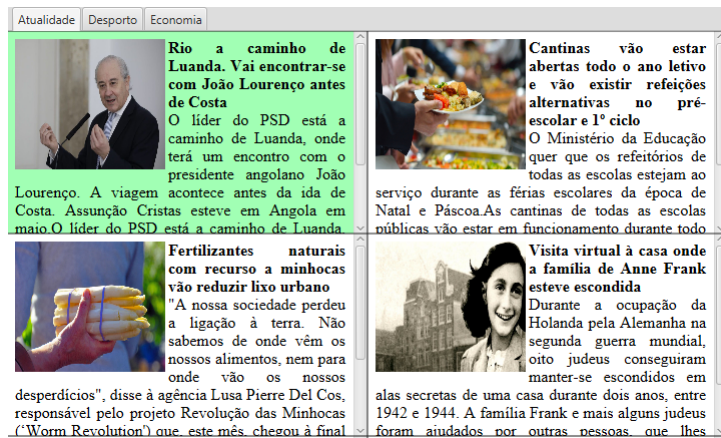 Atualidade Desporto Economia
Rio a caminho de
Luanda. Vai encontrar-se
com João Lourenço antes
de Costa
O líder do PSD está a
caminho de Luanda, onde
terá um encontro com o
presidente angolano João
Lourenço. A viagem acontece antes da ida de
Costa. Assunção Cristas esteve em Angola em
maio.O líder do PSD está a caminho de Luanda,
Cantinas vão estar
abertas todo o ano letivo
e vão existir refeições
alternativas no pré-
escolar e 1º ciclo
O Ministério da Educação
quer que os refeitórios de
todas as escolas estejam ao
serviço durante as férias escolares da época de
Natal e Páscoa.As cantinas de todas as escolas
públicas vão estar em funcionamento durante todo
Fertilizantes naturais
com recurso a minhocas
vão reduzir lixo urbano
"A nossa sociedade perdeu
a ligação à terra. Não
sabemos de onde vêm os
nossos alimentos, nem para
onde vão os nossos
desperdícios", disse à agência Lusa Pierre Del Cos,
responsável pelo projeto Revolução das Minhocas
(‘Worm Revolution') que, este mês, chegou à final
Visita virtual à casa onde
a família de Anne Frank
esteve escondida
Durante a ocupação da
Holanda pela Alemanha na
segunda guerra mundial,
oito judeus conseguiram
manter-se escondidos em
alas secretas de uma casa durante dois anos, entre
1942 e 1944. A família Frank e mais alguns judeus
foram ajudados por outras pessoas, que lhes